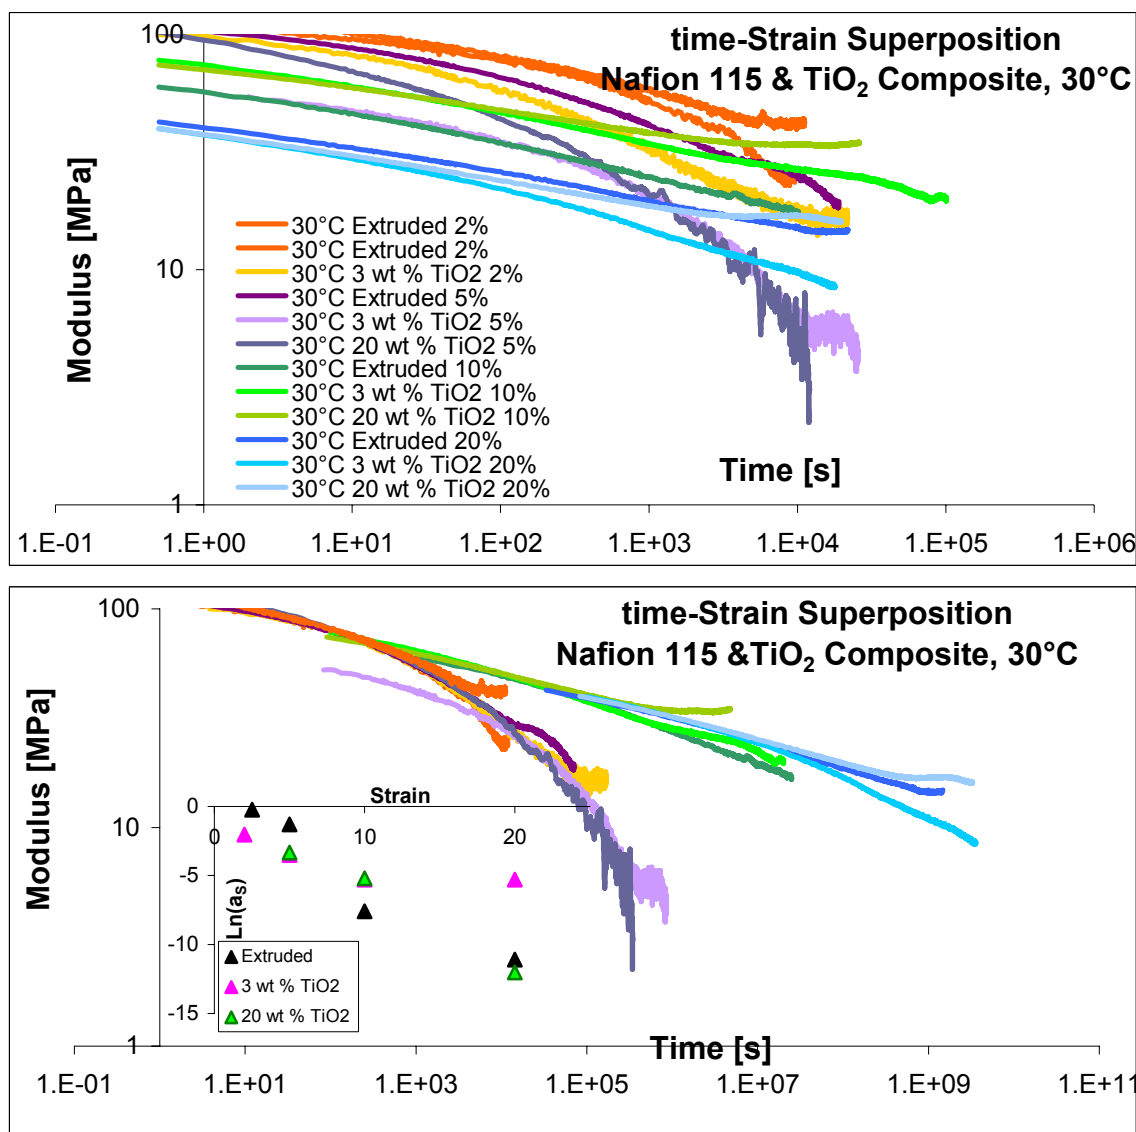 time-Strain Superposition
Nafion 115 & TiO2 Composite, 30°C
100
10
1
Modulus [MPa]
30°C Extruded 2%
30°C Extruded 2%
30°C 3 wt % TiO2 2%
30°C Extruded 5%
30°C 3 wt % TiO2 5%
30°C 20 wt % TiO2 5%
30°C Extruded 10%
30°C 3 wt % TiO2 10%
30°C 20 wt % TiO2 10%
30°C Extruded 20%
30°C 3 wt % TiO2 20%
30°C 20 wt % TiO2 20%
Time [s]
1.E-01 1.E+00 1.E+01 1.E+02 1.E+03 1.E+04 1.E+05 1.E+06
time-Strain Superposition
Nafion 115 &TiO2 Composite, 30°C
100
10
1
Modulus [MPa]
Strain
0 10 20
0
-5
-10
-15
Ln(as)
Extruded
3 wt % TiO2
20 wt % TiO2
Time [s]
1.E-01 1.E+01 1.E+03 1.E+05 1.E+07 1.E+09 1.E+11